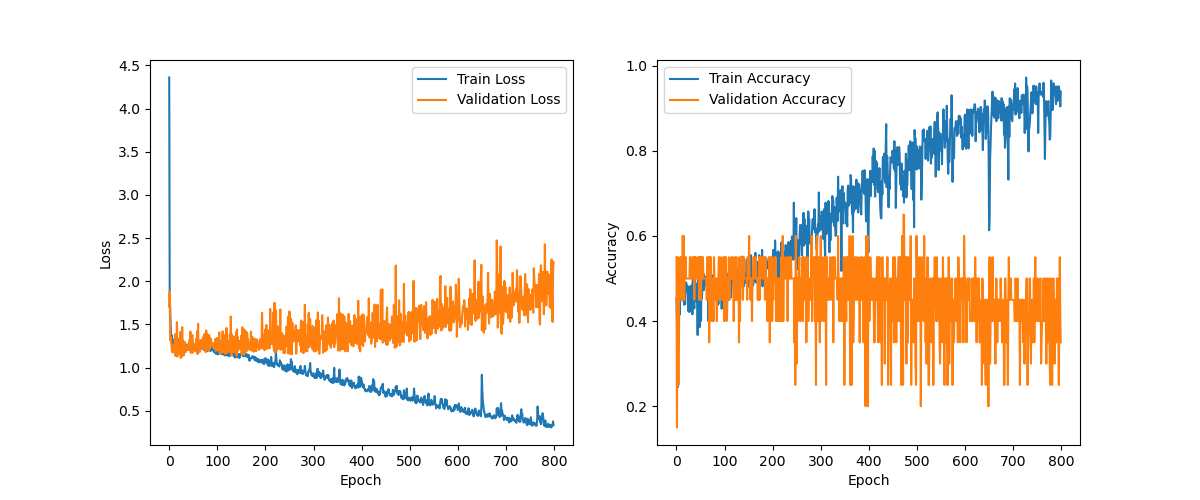 4.5
4.0
3.5
3.0
2.5
2.0
1.5
1.0
0.5
Loss
0 100 200 300 400 500 600 700 800
Epoch
Train Loss
Validation Loss
1.0
0.8
0.6
0.4
0.2
Accuracy
0 100 200 300 400 500 600 700 800
Epoch
Train Accuracy
Validation Accuracy